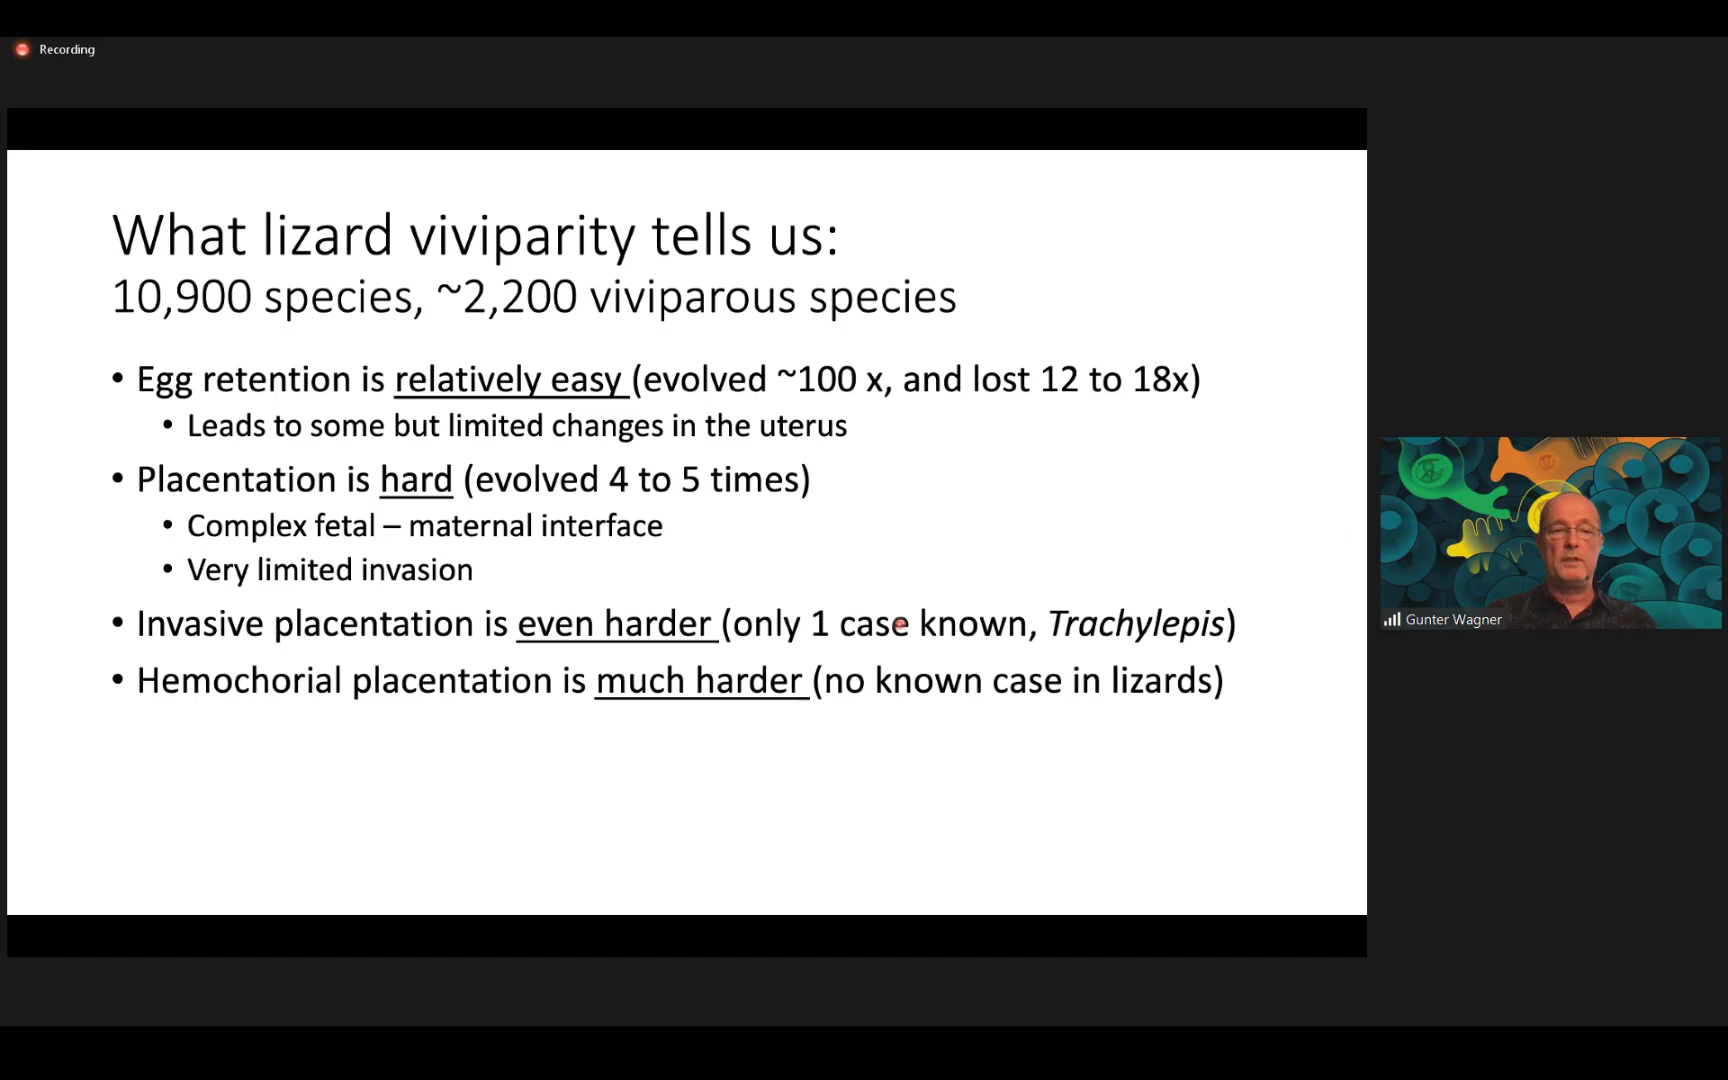 Recording
What lizard viviparity tells us:
10,900 species, ~2,200 viviparous species
• Egg retention is relatively easy (evolved ~100 x, and lost 12 to 18x)
• Leads to some but limited changes in the uterus
• Placentation is hard (evolved 4 to 5 times)
• Complex fetal – maternal interface
• Very limited invasion
• Invasive placentation is even harder (only 1 case known, Trachylepis)
• Hemochorial placentation is much harder (no known case in lizards)
Gunter Wagner